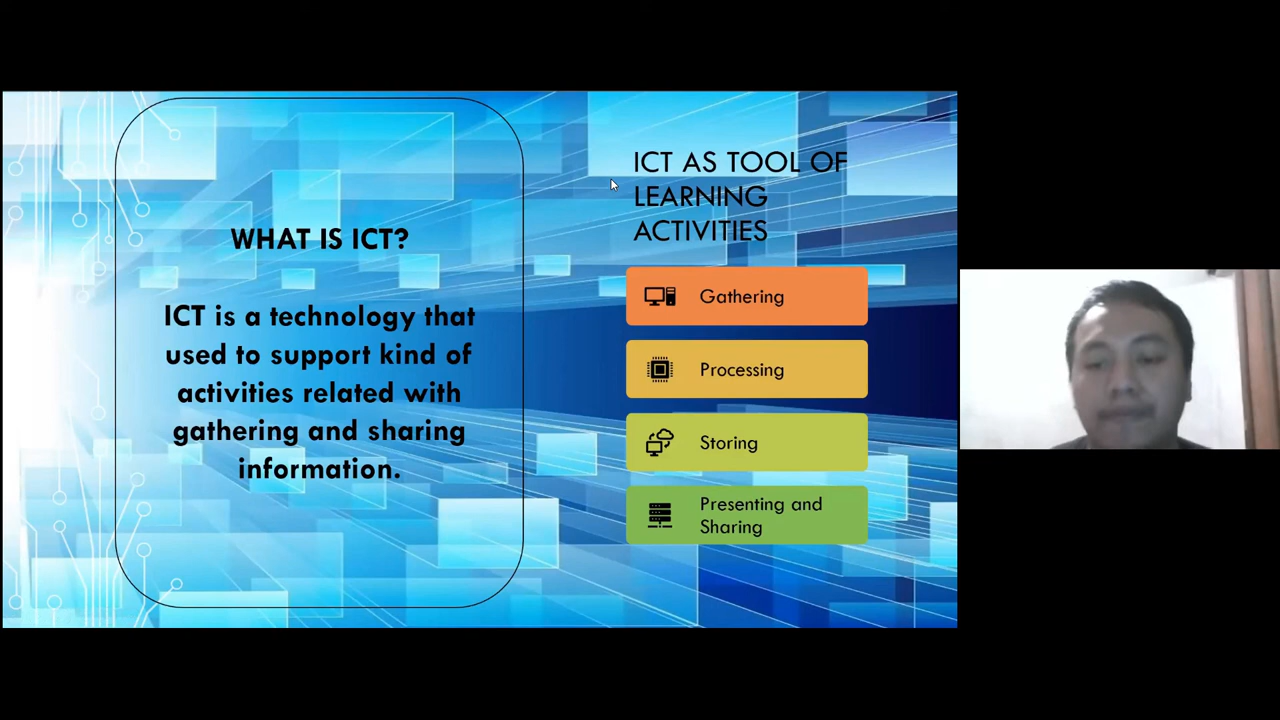 WHAT IS ICT?
ICT is a technology that
used to support kind of
activities related with
gathering and sharing
information.
ICT AS TOOL OF
LEARNING
ACTIVITIES
Gathering
Processing
Storing
Presenting and
Sharing